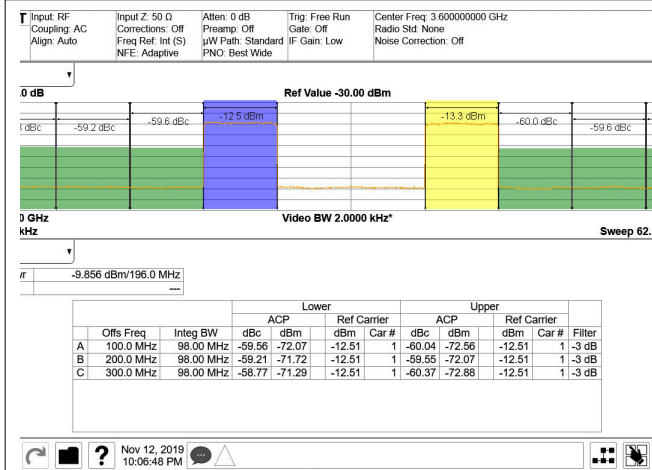 T Input: RF Input Z: 50 Ω Atten: 0 dB Trig: Free Run Center Freq: 3.600000000 GHz
Coupling: AC Corrections: Off Preamp: Off Gate: Off Radio Std: None
Align: Auto Freq Ref: Int (S) µW Path: Standard IF Gain: Low Noise Correction: Off
NFE: Adaptive PNO: Best Wide
.0 dB Ref Value -30.00 dBm
dBc -59.2 dBc -59.6 dBc -12.5 dBm -13.3 dBm -60.0 dBc -59.6 dBc
0 GHz Video BW 2.0000 kHz*
kHz Sweep 62.
-9.856 dBm/196.0 MHz
---
Lower Upper
ACP Ref Carrier ACP Ref Carrier
Offs Freq Integ BW dBc dBm dBm Car # dBc dBm dBm Car # Filter
A 100.0 MHz 98.00 MHz -59.56 -72.07 -12.51 1 -60.04 -72.56 -12.51 1 -3 dB
B 200.0 MHz 98.00 MHz -59.21 -71.72 -12.51 1 -59.55 -72.07 -12.51 1 -3 dB
C 300.0 MHz 98.00 MHz -58.77 -71.29 -12.51 1 -60.37 -72.88 -12.51 1 -3 dB
? Nov 12, 2019
10:06:48 PM